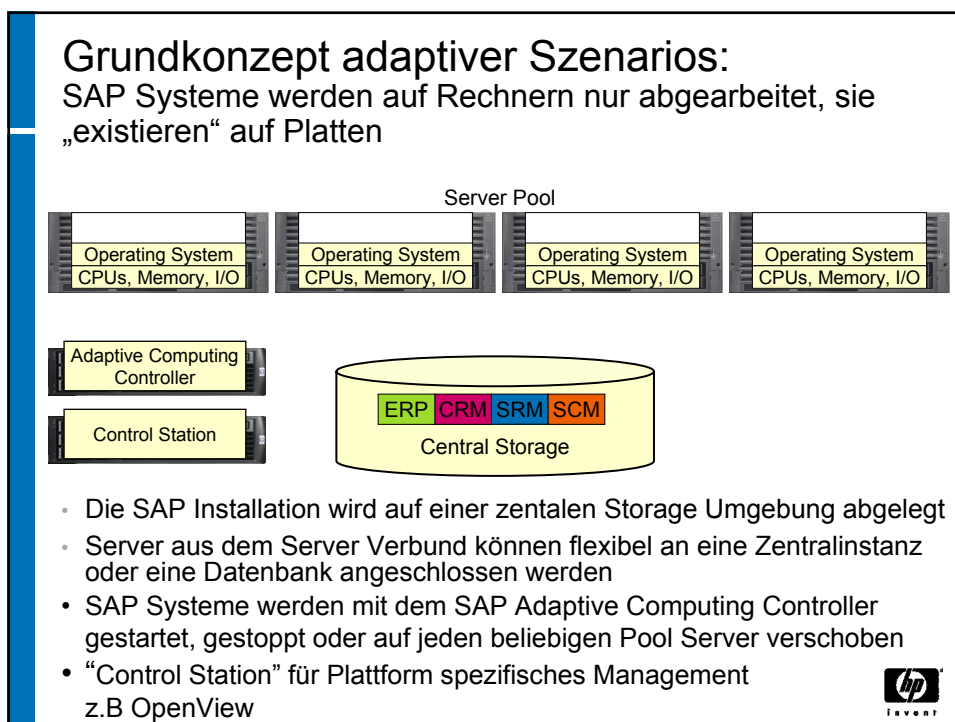 Grundkonzept adaptiver Szenarios:
SAP Systeme werden auf Rechnern nur abgearbeitet, sie
„existieren“ auf Platten
Server Pool
Operating System
CPUs, Memory, I/O
Operating System
CPUs, Memory, I/O
Operating System
CPUs, Memory, I/O
Operating System
CPUs, Memory, I/O
Adaptive Computing
Controller
Control Station
ERP CRM SRM SCM
Central Storage
• Die SAP Installation wird auf einer zentalen Storage Umgebung abgelegt
• Server aus dem Server Verbund können flexibel an eine Zentralinstanz
oder eine Datenbank angeschlossen werden
• SAP Systeme werden mit dem SAP Adaptive Computing Controller
gestartet, gestoppt oder auf jeden beliebigen Pool Server verschoben
• “Control Station” für Plattform spezifisches Management
z.B OpenView
hp
invent